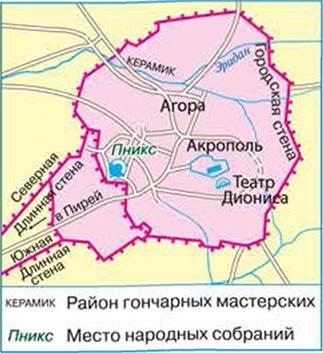 КЕРАМИК
Эридан
Городская стена
Агора
Пникс
Акрополь
Театр
Диониса
Северная
Длинная стена
в Пирей
Южная
Длинная
стена
КЕРАМИК Район гончарных мастерских
Пникс Место народных собраний